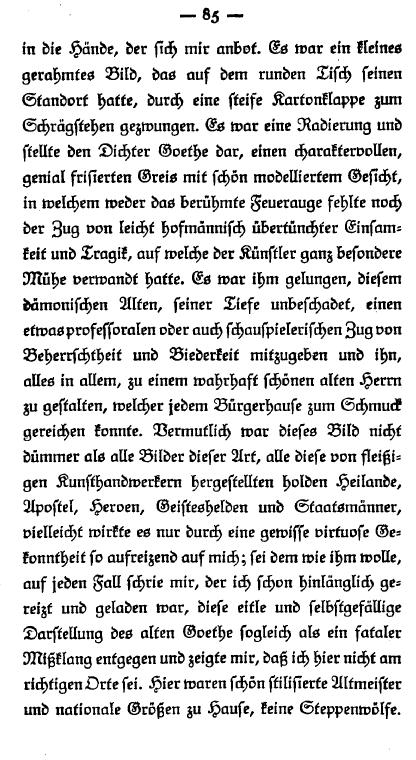 — 85 —
in die Hände, der sich mir anbot. Es war ein kleines
gerahmtes Bild, das auf dem runden Tisch seinen
Standort hatte, durch eine steife Kartonklappe zum
Schrägstehen gezwungen. Es war eine Radierung und
stellte den Dichter Goethe dar, einen charaktervollen,
genial frisierten Greis mit schön modelliertem Gesicht,
in welchem weder das berühmte Feuerauge fehlte noch
der Zug von leicht hofmännisch übertünchter Einsam-
keit und Tragik, auf welche der Künstler ganz besondere
Mühe verwandt hatte. Es war ihm gelungen, diesem
dämonischen Alten, seiner Tiefe unbeschadet, einen
etwas professoralen oder auch schauspielerischen Zug von
Beherrschtheit und Biederkeit mitzugeben und ihn,
alles in allem, zu einem wahrhaft schönen alten Herrn
zu gestalten, welcher jedem Bürgerhause zum Schmuck
gereichen konnte. Vermutlich war dieses Bild nicht
dümmer als alle Bilder dieser Art, alle diese von fleißi-
gen Kunsthandwerkern hergestellten holden Heilande,
Apostel, Heroen, Geisteshelden und Staatsmänner,
vielleicht wirkte es nur durch eine gewisse virtuose Ge-
konntheit so aufreizend auf mich; sei dem wie ihm wolle,
auf jeden Fall schrie mir, der ich schon hinlänglich ge-
reizt und geladen war, diese eitle und selbstgefällige
Darstellung des alten Goethe sogleich als ein fataler
Mißklang entgegen und zeigte mir, daß ich hier nicht am
richtigen Orte sei. Hier waren schön stilisierte Altmeister
und nationale Größen zu Hause, keine Steppenwölfe.